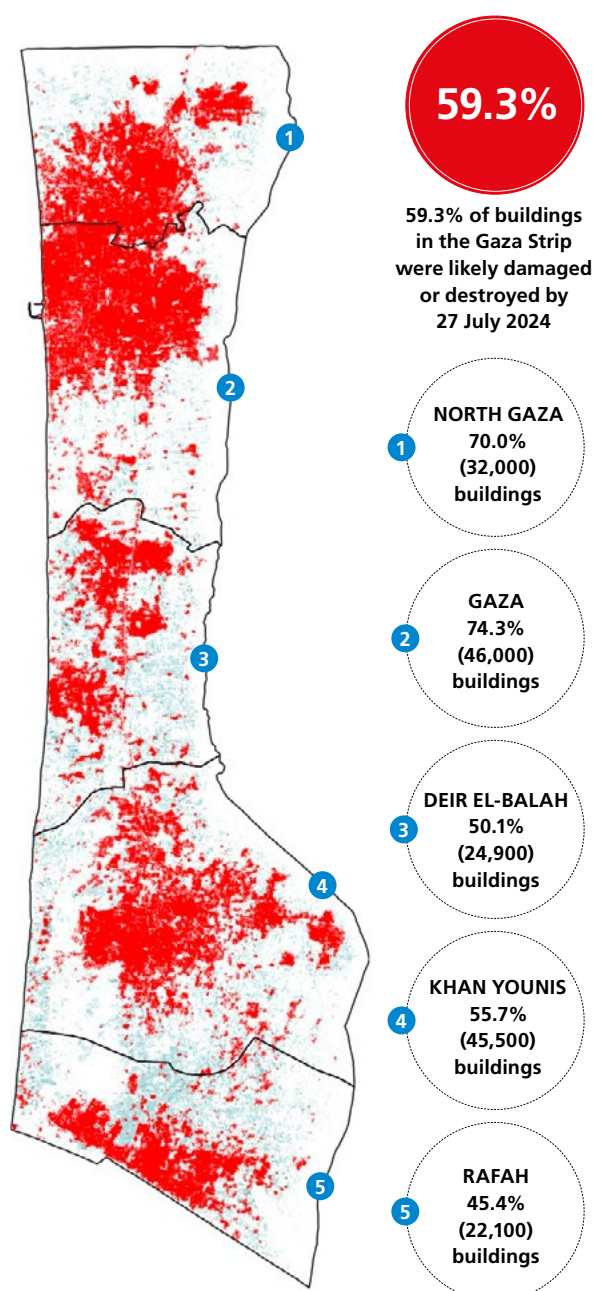 59.3%
59.3% of buildings
in the Gaza Strip
were likely damaged
or destroyed by
27 July 2024
1
NORTH GAZA
70.0%
(32,000)
buildings
1
2
GAZA
74.3%
(46,000)
buildings
2
3
DEIR EL-BALAH
50.1%
(24,900)
buildings
3
4
KHAN YOUNIS
55.7%
(45,500)
buildings
4
5
RAFAH
45.4%
(22,100)
buildings
5